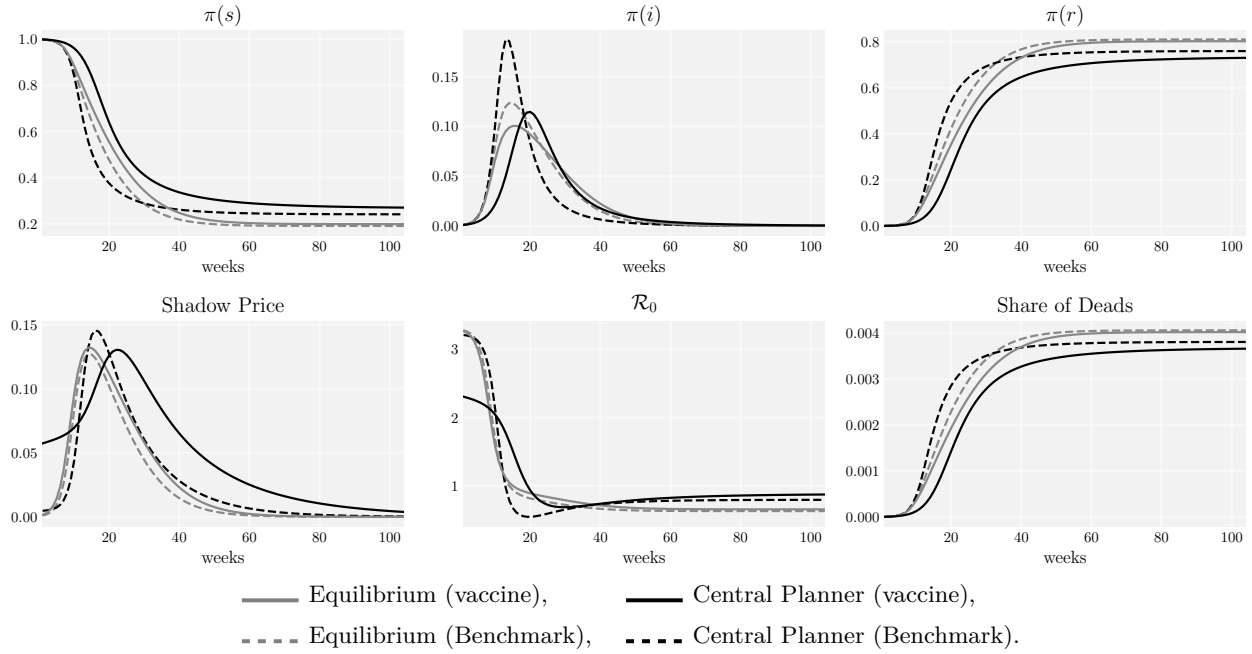 π(s) π(i) π(r)
1.0 0.15 0.8
0.8 0.6
0.6 0.10 0.4
0.4 0.05 0.2
0.2 0.00 0.0
20 40 60 80 100 20 40 60 80 100 20 40 60 80 100
weeks weeks weeks
Shadow Price R₀ Share of Deads
0.15 3 0.004
0.10 2 0.003
0.05 1 0.002
0.00 0.001
0.000
20 40 60 80 100 20 40 60 80 100 20 40 60 80 100
weeks weeks weeks
Equilibrium (vaccine), Central Planner (vaccine),
Equilibrium (Benchmark), Central Planner (Benchmark).